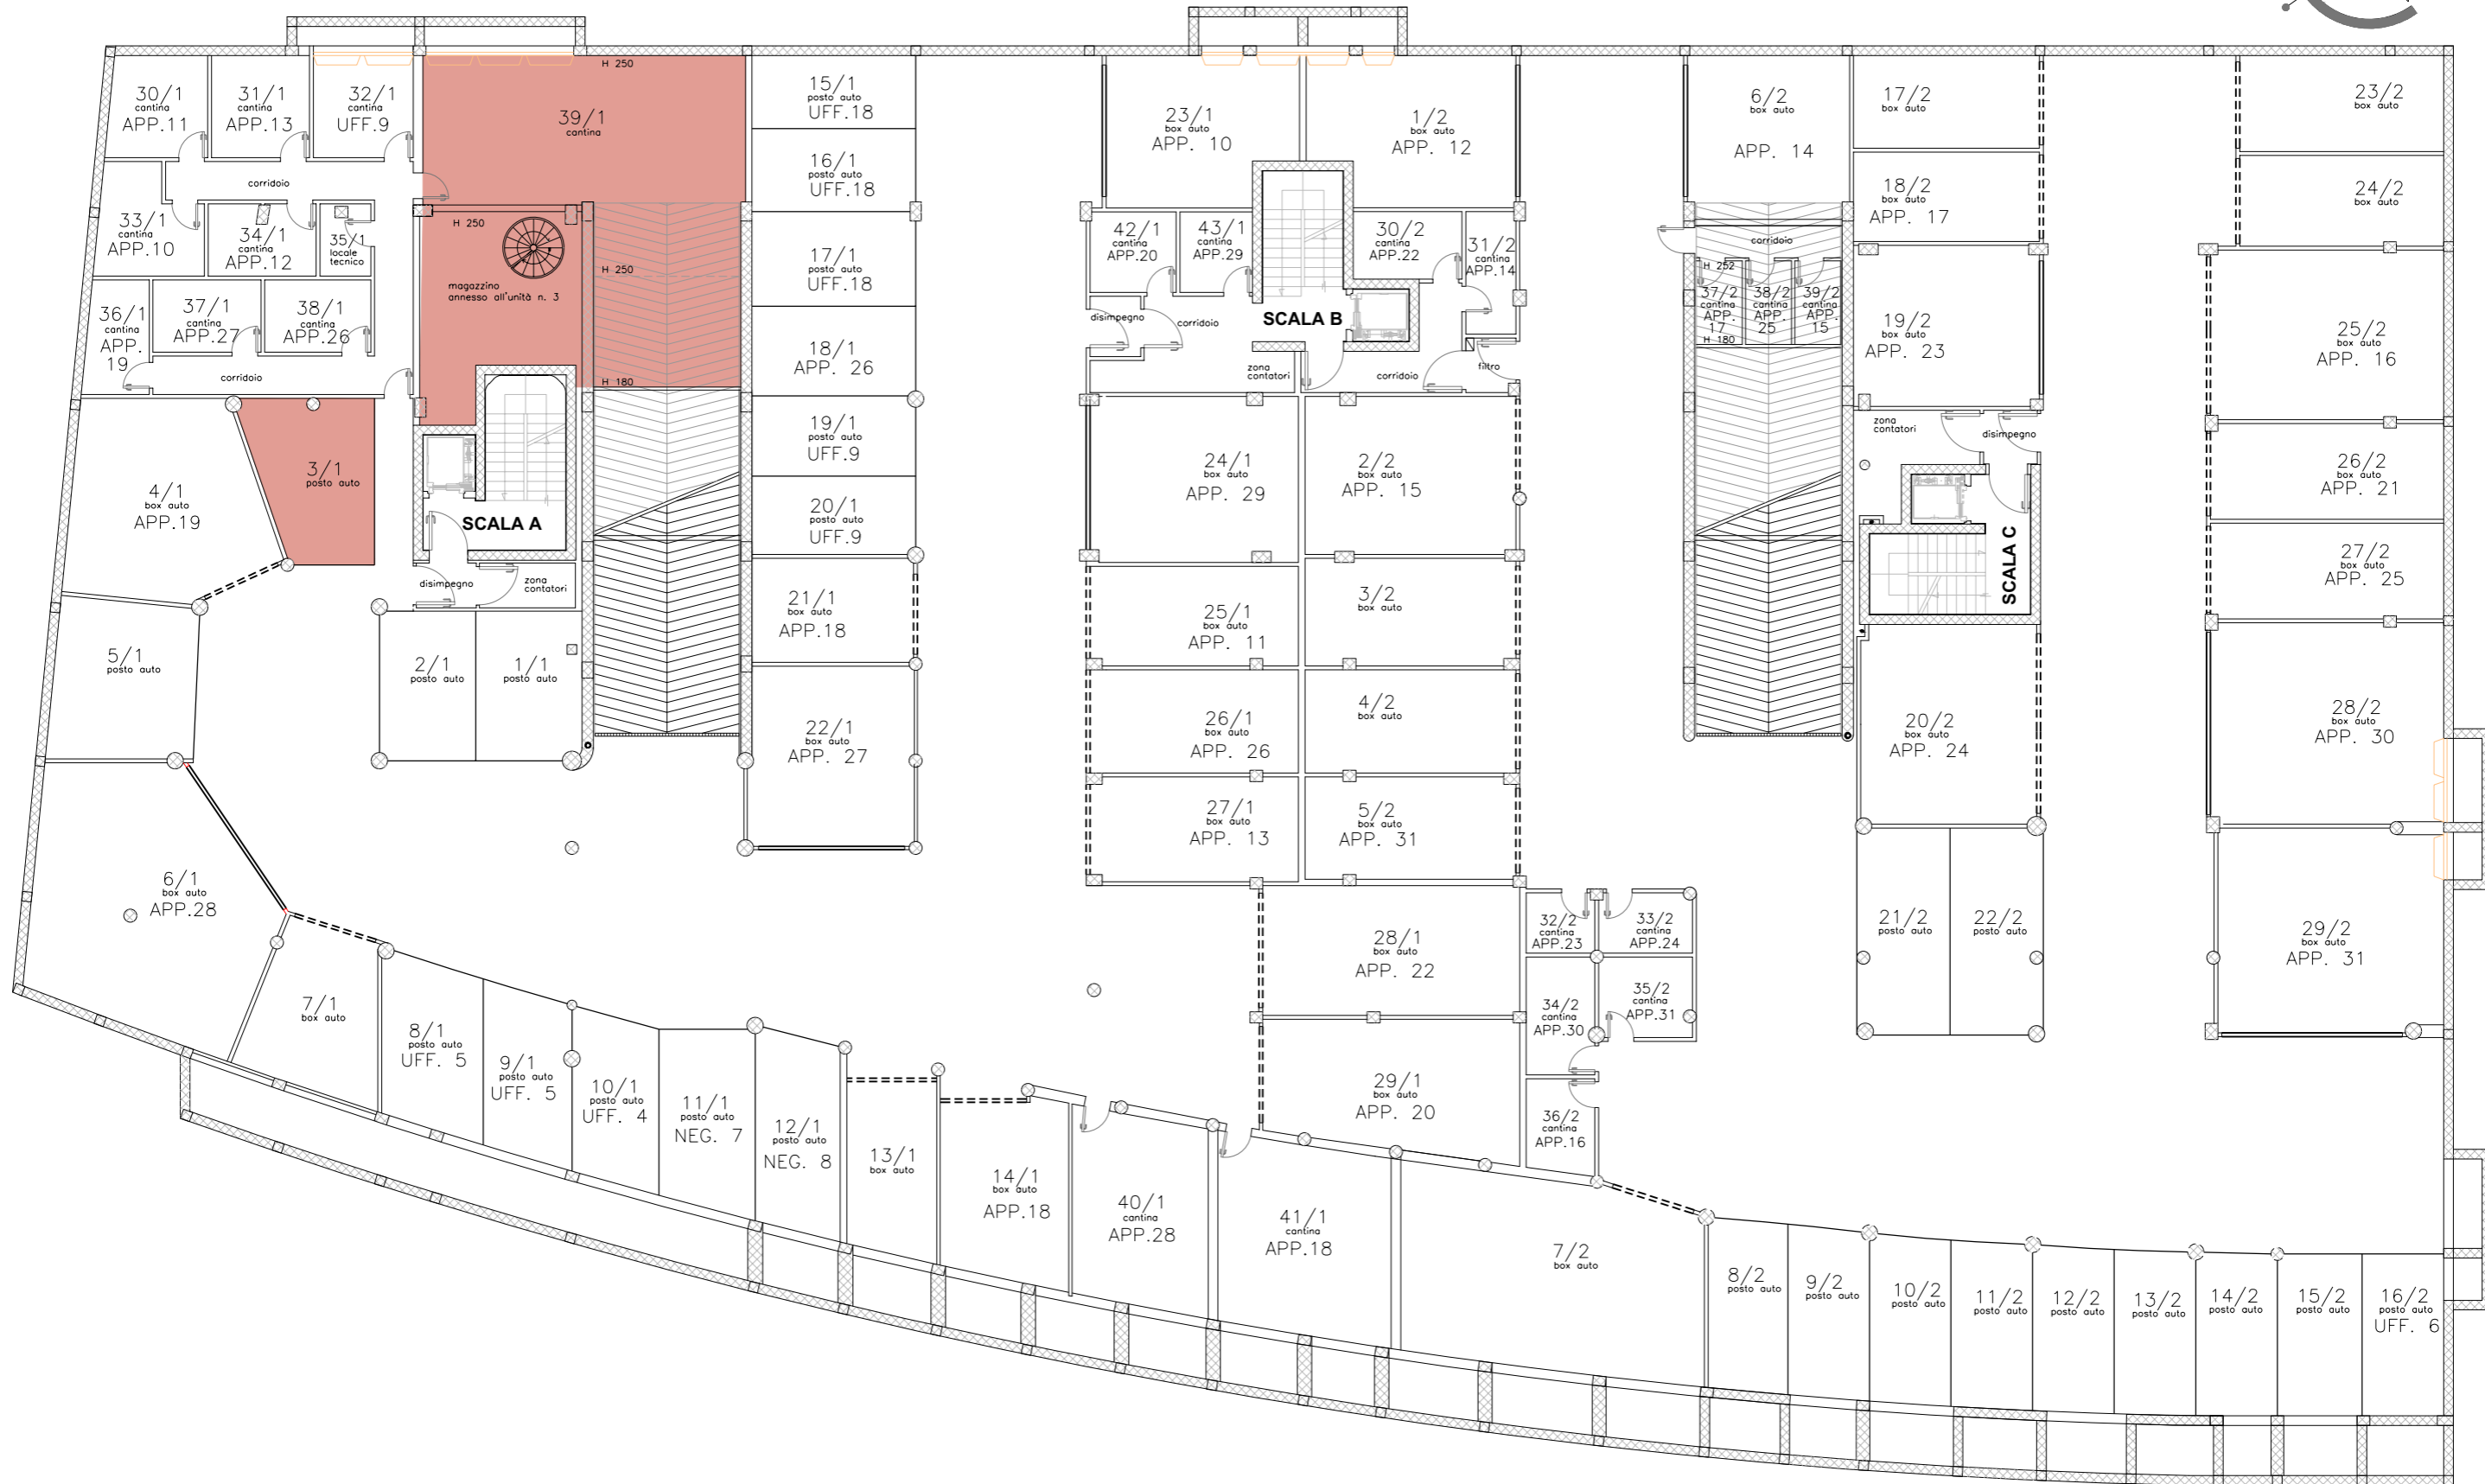 30/1
cantina
APP.11
31/1
cantina
APP.13
32/1
cantina
UFF.9
H 250
39/1
cantina
15/1
posto auto
UFF.18
16/1
posto auto
UFF.18
17/1
posto auto
UFF.18
18/1
APP. 26
19/1
posto auto
UFF.9
20/1
posto auto
UFF.9
21/1
box auto
APP.18
22/1
box auto
APP. 27
corridoio
33/1
cantina
APP.10
34/1
cantina
APP.12
35/1
locale
tecnico
H 250
magazzino
annesso all'unità n. 3
H 250
H 180
36/1
cantina
APP.
19
37/1
cantina
APP.27
38/1
cantina
APP.26
corridoio
3/1
posto auto
4/1
box auto
APP.19
SCALA A
disimpegno
zona
contatori
5/1
posto auto
2/1
posto auto
1/1
posto auto
6/1
box auto
APP.28
7/1
box auto
8/1
posto auto
UFF. 5
9/1
posto auto
UFF. 5
10/1
posto auto
UFF. 4
11/1
posto auto
NEG. 7
12/1
posto auto
NEG. 8
13/1
box auto
14/1
box auto
APP.18
40/1
cantina
APP.28
41/1
cantina
APP.18
23/1
box auto
APP. 10
1/2
box auto
APP. 12
42/1
cantina
APP.20
43/1
cantina
APP.29
30/2
cantina
APP.22
31/2
cantina
APP.14
disimpegno
corridoio
SCALA B
zona
contatori
corridoio
filtro
24/1
box auto
APP. 29
2/2
box auto
APP. 15
25/1
box auto
APP. 11
3/2
box auto
26/1
box auto
APP. 26
4/2
box auto
27/1
box auto
APP. 13
5/2
box auto
APP. 31
28/1
box auto
APP. 22
29/1
box auto
APP. 20
32/2
cantina
APP.23
33/2
cantina
APP.24
34/2
cantina
APP.30
35/2
cantina
APP.31
36/2
cantina
APP.16
6/2
box auto
APP. 14
corridoio
H 252
37/2
cantina
APP.
17
38/2
cantina
APP.
25
39/2
cantina
APP.
15
H 180
17/2
box auto
18/2
box auto
APP. 17
19/2
box auto
APP. 23
zona
contatori
disimpegno
SCALA C
20/2
box auto
APP. 24
21/2
posto auto
22/2
posto auto
23/2
box auto
24/2
box auto
25/2
box auto
APP. 16
26/2
box auto
APP. 21
27/2
box auto
APP. 25
28/2
box auto
APP. 30
29/2
box auto
APP. 31
7/2
box auto
8/2
posto auto
9/2
posto auto
10/2
posto auto
11/2
posto auto
12/2
posto auto
13/2
posto auto
14/2
posto auto
15/2
posto auto
16/2
posto auto
UFF. 6